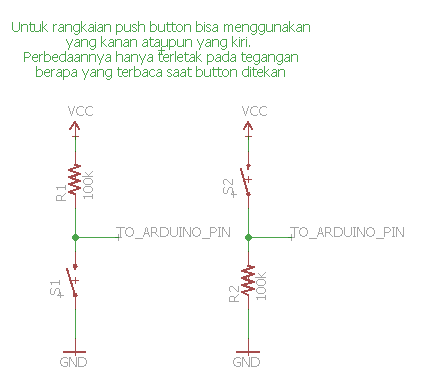 Untuk rangkaian push button bisa menggunakan
yang kanan ataupun yang kiri.
Perbedaannya hanya terletak pada tegangan
berapa yang terbaca saat button ditekan
VCC
VCC
R1
100k
S2
TO_ARDUINO_PIN
TO_ARDUINO_PIN
S1
R2
100k
GND
GND